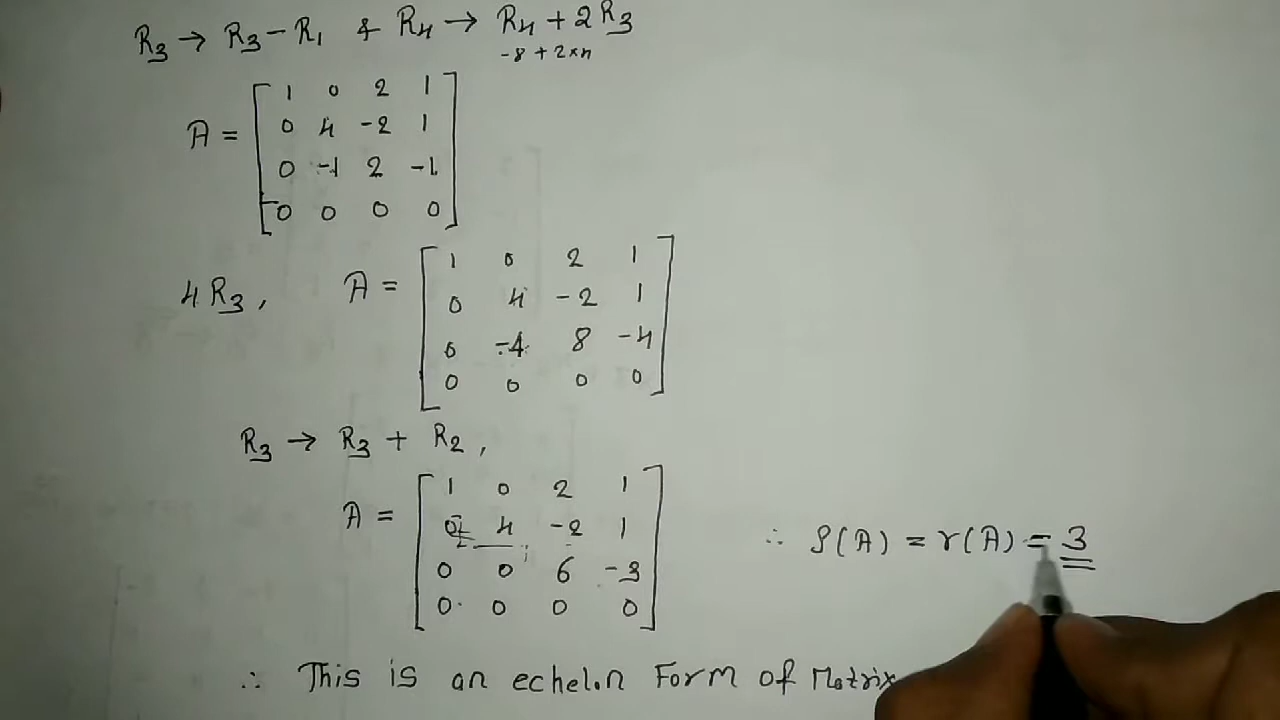 R3 → R3 - R1 & R4 → R4 + 2R3
-8 + 2×4
A = [ 1 0 2 1
0 4 -2 1
0 -1 2 -1
0 0 0 0 ]
4R3, A = [ 1 0 2 1
0 4 -2 1
0 -4 8 -4
0 0 0 0 ]
R3 → R3 + R2,
A = [ 1 0 2 1
0 4 -2 1
0 0 6 -3
0 0 0 0 ]
∴ ρ(A) = r(A) = 3
∴ This is an echelon Form of Matrix